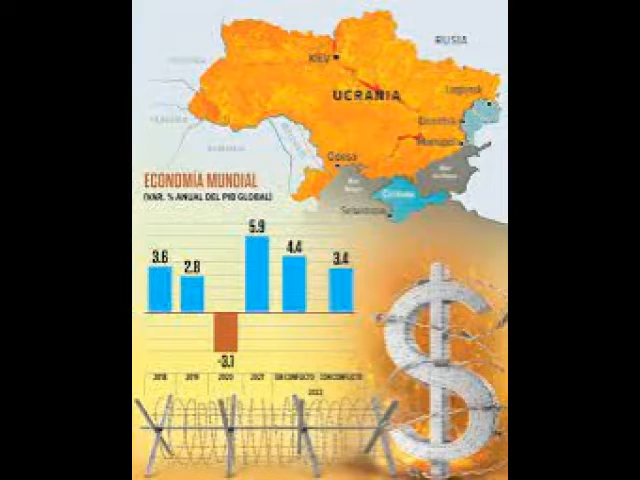 RUSIA
KIEV
UCRANIA
Lugansk
Donetsk
Mariupol
Odesa
Crimea
Sebastopol
ECONOMÍA MUNDIAL
(VAR. % ANUAL DEL PIB GLOBAL)
5.9
4.4
3.6
3.4
2.8
-3.1
2018 2019 2020 2021 SIN CONFLICTO CON CONFLICTO
2022